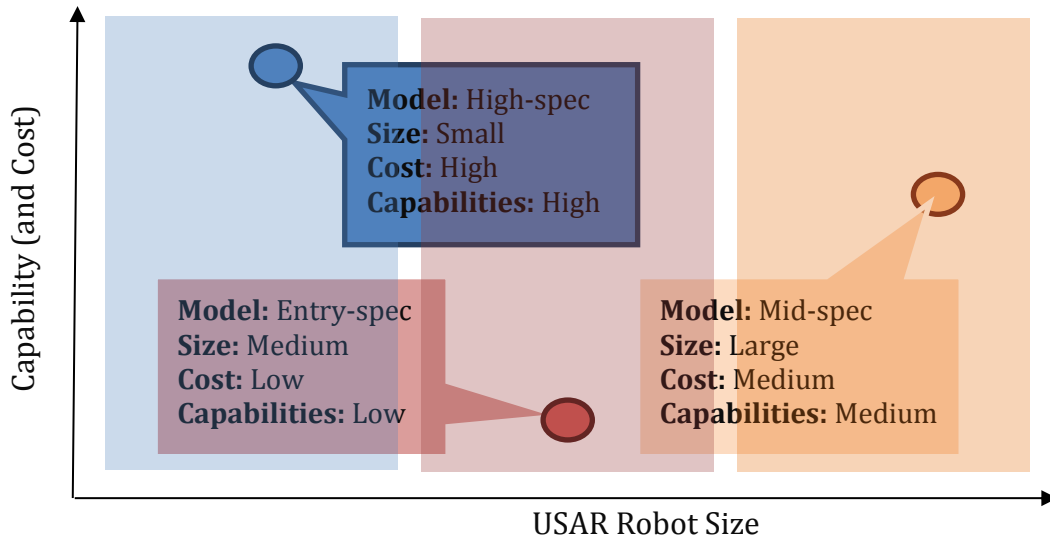 Capability (and Cost)
Model: High-spec
Size: Small
Cost: High
Capabilities: High
Model: Entry-spec
Size: Medium
Cost: Low
Capabilities: Low
Model: Mid-spec
Size: Large
Cost: Medium
Capabilities: Medium
USAR Robot Size